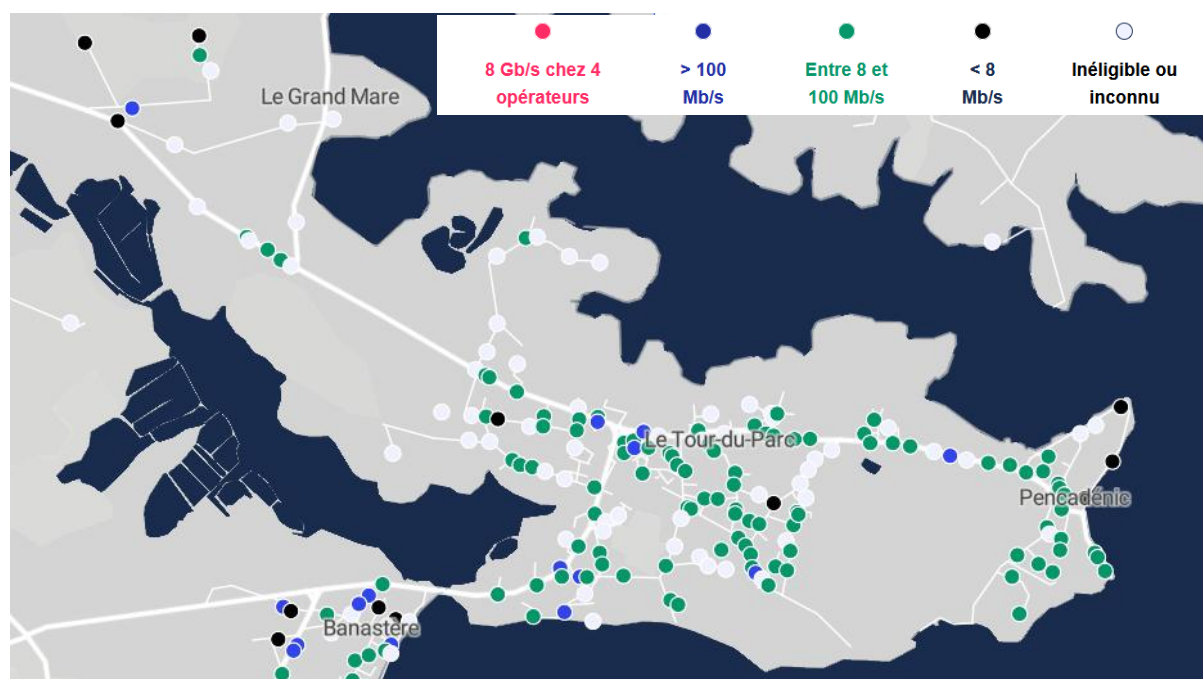 8 Gb/s chez 4
opérateurs
> 100
Mb/s
Entre 8 et
100 Mb/s
< 8
Mb/s
Inéligible ou
inconnu
Le Grand Mare
Le Tour-du-Parc
Pencadénic
Banastère